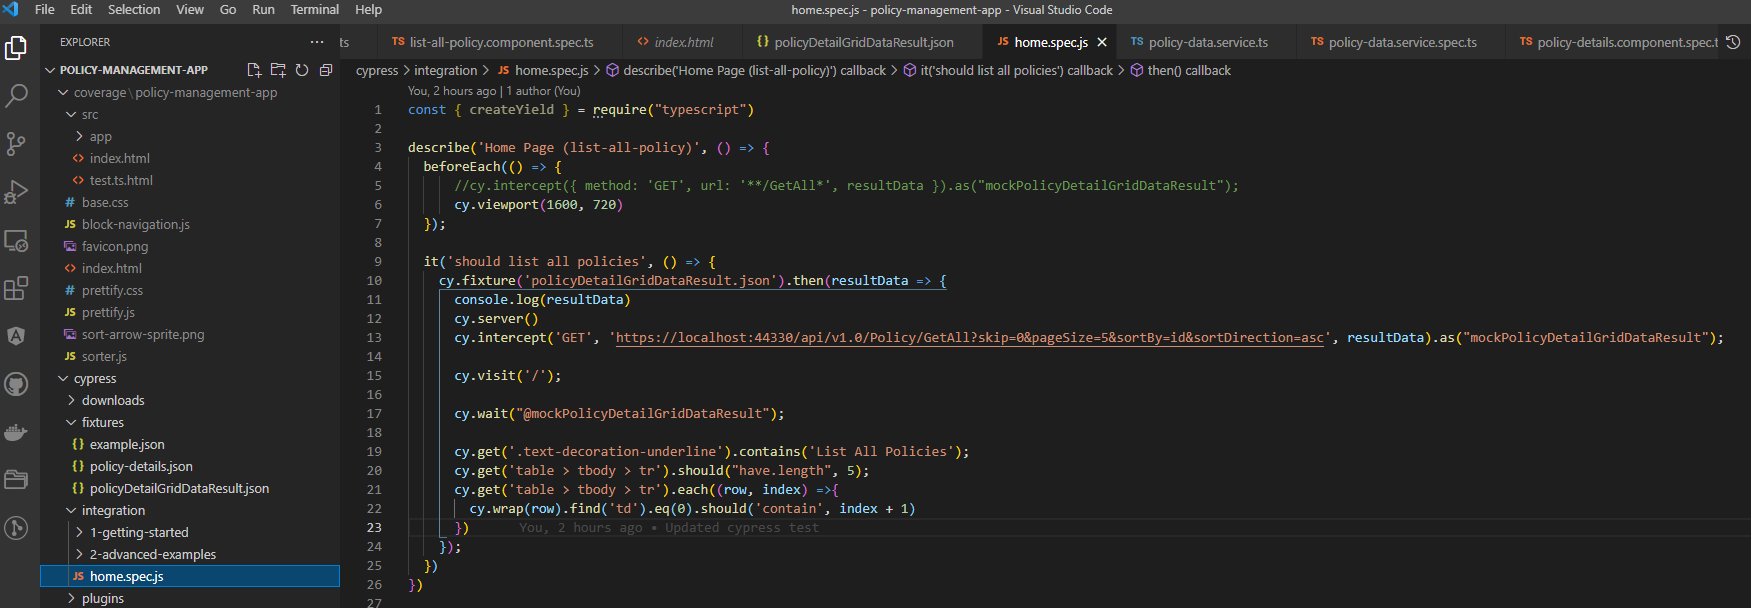 File Edit Selection View Go Run Terminal Help
home.spec.js - policy-management-app - Visual Studio Code
EXPLORER ···
ts
TS list-all-policy.component.spec.ts
<> index.html
{} policyDetailGridDataResult.json
JS home.spec.js
TS policy-data.service.ts
TS policy-data.service.spec.ts
TS policy-details.component.spec.t
POLICY-MANAGEMENT-APP
coverage \ policy-management-app
src
app
<> index.html
<> test.ts.html
# base.css
JS block-navigation.js
favicon.png
<> index.html
# prettify.css
JS prettify.js
sort-arrow-sprite.png
JS sorter.js
cypress
downloads
fixtures
{} example.json
{} policy-details.json
{} policyDetailGridDataResult.json
integration
1-getting-started
2-advanced-examples
JS home.spec.js
plugins
cypress > integration > JS home.spec.js > describe('Home Page (list-all-policy)') callback > it('should list all policies') callback > then() callback
You, 2 hours ago | 1 author (You)
1 const { createYield } = require("typescript")
2
3 describe('Home Page (list-all-policy)', () => {
4 beforeEach(() => {
5 //cy.intercept({ method: 'GET', url: '**/GetAll*', resultData }).as("mockPolicyDetailGridDataResult");
6 cy.viewport(1600, 720)
7 });
8
9 it('should list all policies', () => {
10 cy.fixture('policyDetailGridDataResult.json').then(resultData => {
11 console.log(resultData)
12 cy.server()
13 cy.intercept('GET', 'https://localhost:44330/api/v1.0/Policy/GetAll?skip=0&pageSize=5&sortBy=id&sortDirection=asc', resultData).as("mockPolicyDetailGridDataResult");
14
15 cy.visit('/');
16
17 cy.wait("@mockPolicyDetailGridDataResult");
18
19 cy.get('.text-decoration-underline').contains('List All Policies');
20 cy.get('table > tbody > tr').should("have.length", 5);
21 cy.get('table > tbody > tr').each((row, index) =>{
22 cy.wrap(row).find('td').eq(0).should('contain', index + 1)
23 }) You, 2 hours ago • Updated cypress test
24 });
25 })
26 })
27